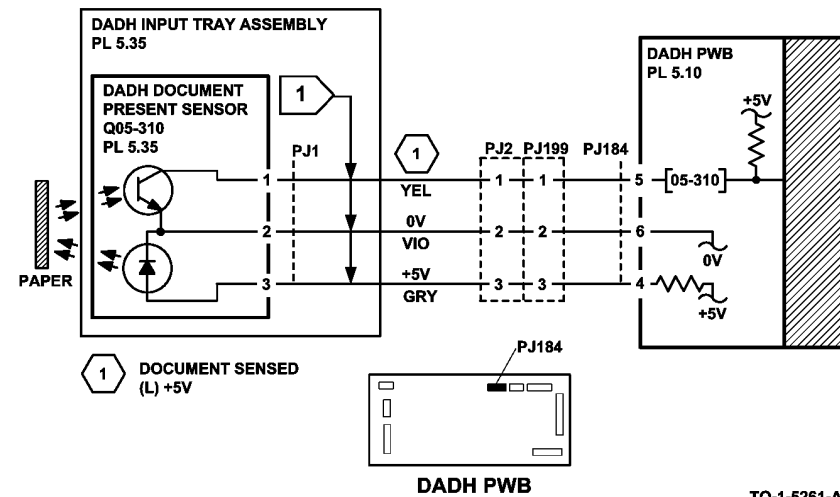 DADH INPUT TRAY ASSEMBLY
PL 5.35
DADH DOCUMENT
PRESENT SENSOR
Q05-310
PL 5.35
1
PJ1
1
YEL
0V
VIO
+5V
GRY
PJ2 PJ199 PJ184
DADH PWB
PL 5.10
+5V
1 1 1 5 [05-310]
2 2 2 6
0V
3 3 3 4
+5V
PAPER
1 DOCUMENT SENSED
(L) +5V
PJ184
DADH PWB